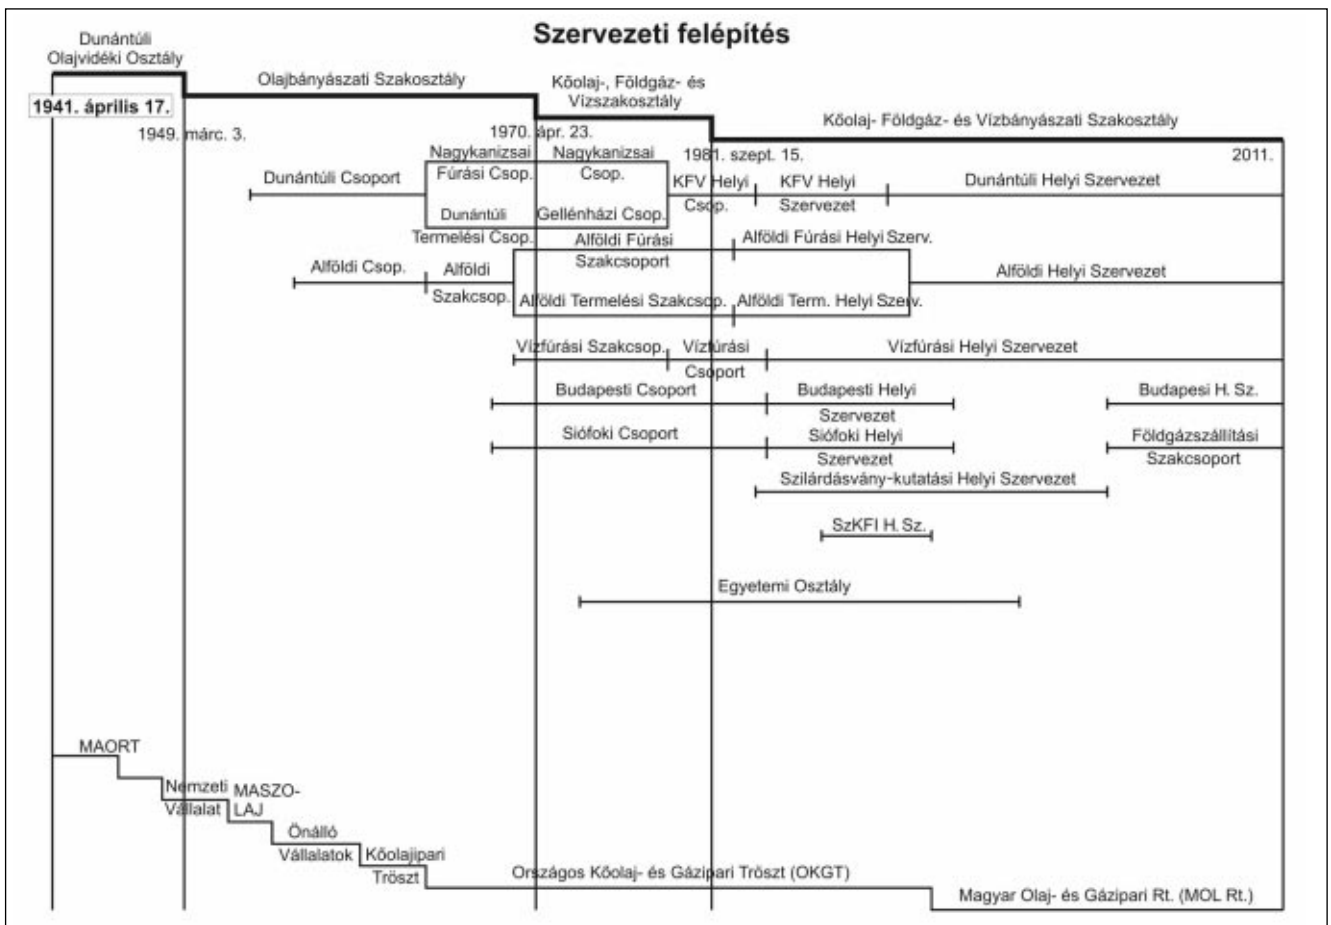 Szervezeti felépítés
Dunántúli
Olajvidéki Osztály
Olajbányászati Szakosztály
Kőolaj-, Földgáz- és
Vízszakosztály
Kőolaj- Földgáz- és Vízbányászati Szakosztály
1941. április 17.
1949. márc. 3.
1970. ápr. 23.
1981. szept. 15.
2011.
Dunántúli Csoport
Nagykanizsai
Fúrási Csop.
Nagykanizsai
Csop.
Dunántúli
Termelési Csop.
Gellénházi Csop.
KFV Helyi
Csop.
KFV Helyi
Szervezet
Dunántúli Helyi Szervezet
Alföldi Csop.
Alföldi
Szakcsop.
Alföldi Fúrási
Szakcsoport
Alföldi Fúrási Helyi Szerv.
Alföldi Termelési Szakcsop.
Alföldi Term. Helyi Szerv.
Alföldi Helyi Szervezet
Vízfúrási Szakcsop.
Vízfúrási
Csoport
Vízfúrási Helyi Szervezet
Budapesti Csoport
Budapesti Helyi
Szervezet
Budapesi H. Sz.
Siófoki Csoport
Siófoki Helyi
Szervezet
Földgázszállítási
Szakcsoport
Szilárdásvány-kutatási Helyi Szervezet
SzKFI H. Sz.
Egyetemi Osztály
MAORT
Nemzeti
Vállalat
MASZO-
LAJ
Önálló
Vállalatok
Kőolajipari
Tröszt
Országos Kőolaj- és Gázipari Tröszt (OKGT)
Magyar Olaj- és Gázipari Rt. (MOL Rt.)